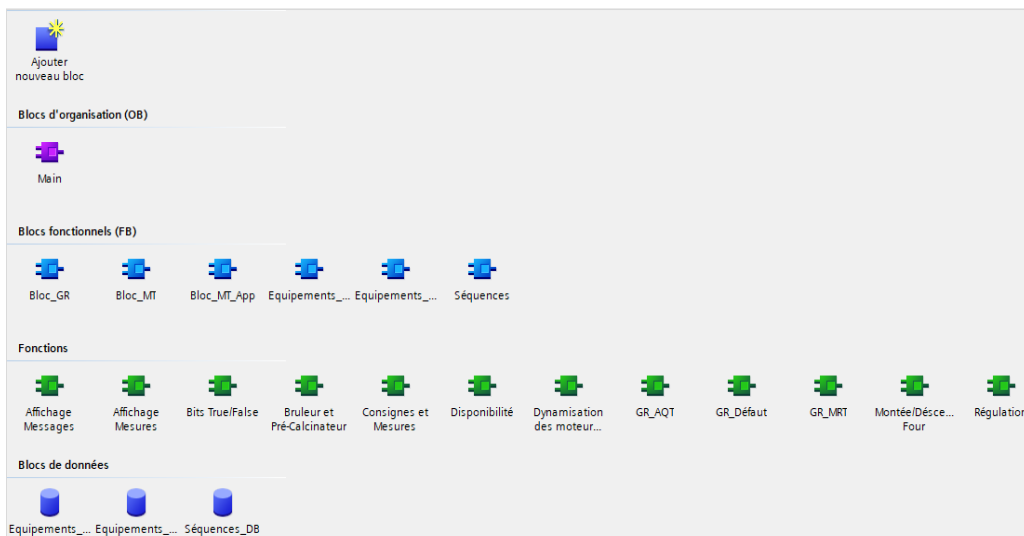 Ajouter
nouveau bloc
Blocs d'organisation (OB)
Main
Blocs fonctionnels (FB)
Bloc_GR Bloc_MT Bloc_MT_App Equipements_... Equipements_... Séquences
Fonctions
Affichage Affichage Bits True/False Bruleur et Consignes et Disponibilité Dynamisation GR_AQT GR_Défaut GR_MRT Montée/Désce... Régulation
Messages Mesures Pré-Calcinateur Mesures des moteur... Four
Blocs de données
Equipements_... Equipements_... Séquences_DB